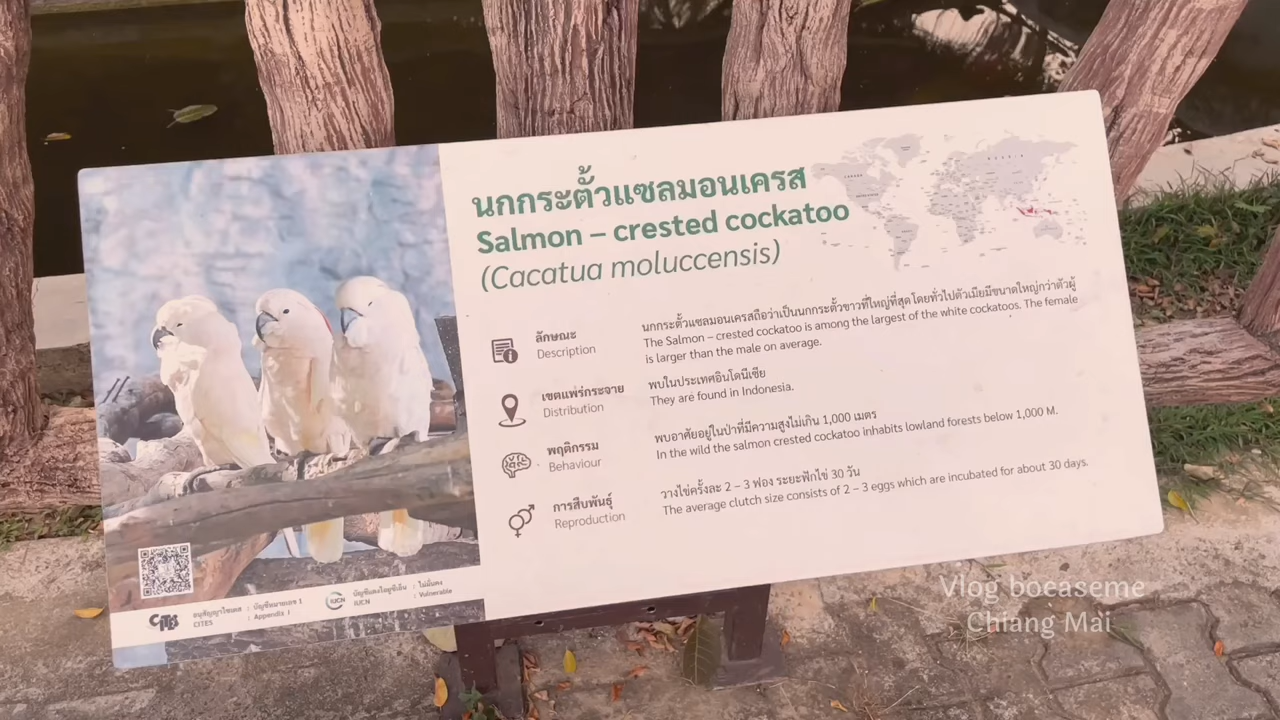 นกกระตั้วแซลมอนเครส
Salmon – crested cockatoo
(Cacatua moluccensis)
ลักษณะ
Description
นกกระตั้วแซลมอนเครสถือว่าเป็นนกกระตั้วขาวที่ใหญ่ที่สุดโดยทั่วไปตัวเมียมีขนาดใหญ่กว่าตัวผู้
The Salmon – crested cockatoo is among the largest of the white cockatoos. The female
is larger than the male on average.
เขตแพร่กระจาย
Distribution
พบในประเทศอินโดนีเซีย
They are found in Indonesia.
พฤติกรรม
Behaviour
พบอาศัยอยู่ในป่าที่มีความสูงไม่เกิน 1,000 เมตร
In the wild the salmon crested cockatoo inhabits lowland forests below 1,000 M.
การสืบพันธุ์
Reproduction
วางไข่ครั้งละ 2 – 3 ฟอง ระยะฟักไข่ 30 วัน
The average clutch size consists of 2 – 3 eggs which are incubated for about 30 days.
CITES
อนุสัญญาไซเตส : บัญชีหมายเลข 1
CITES : Appendix I
IUCN
บัญชีแดงไอยูซีเอ็น : ไม่มั่นคง
IUCN : Vulnerable
Vlog boeaseme
Chiang Mai